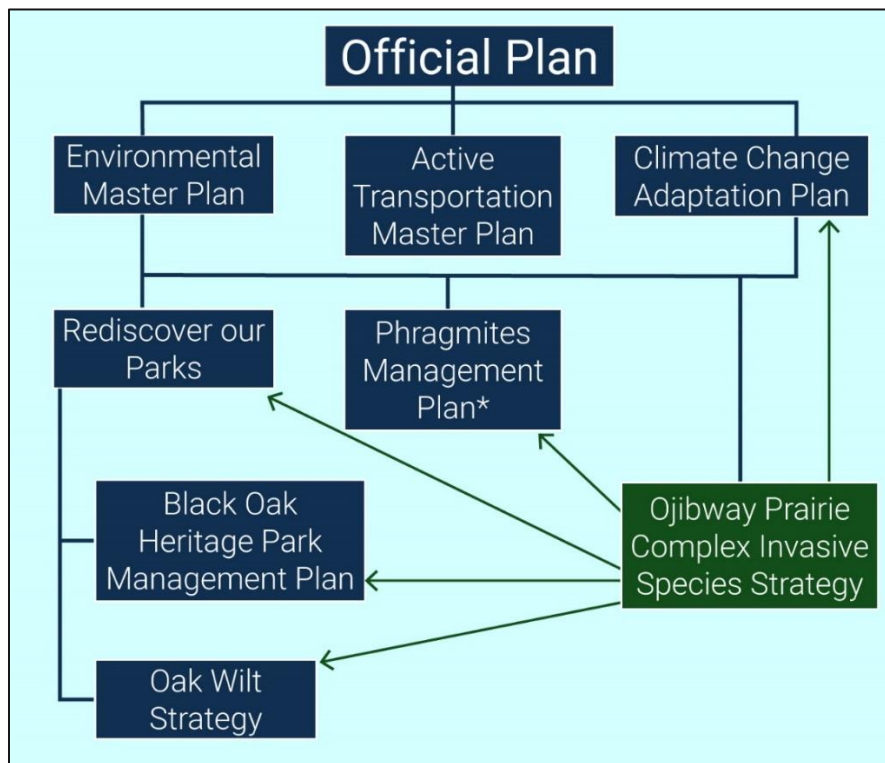 Official Plan
Environmental
Master Plan
Active
Transportation
Master Plan
Climate Change
Adaptation Plan
Rediscover our
Parks
Phragmites
Management
Plan*
Black Oak
Heritage Park
Management Plan
Ojibway Prairie
Complex Invasive
Species Strategy
Oak Wilt
Strategy